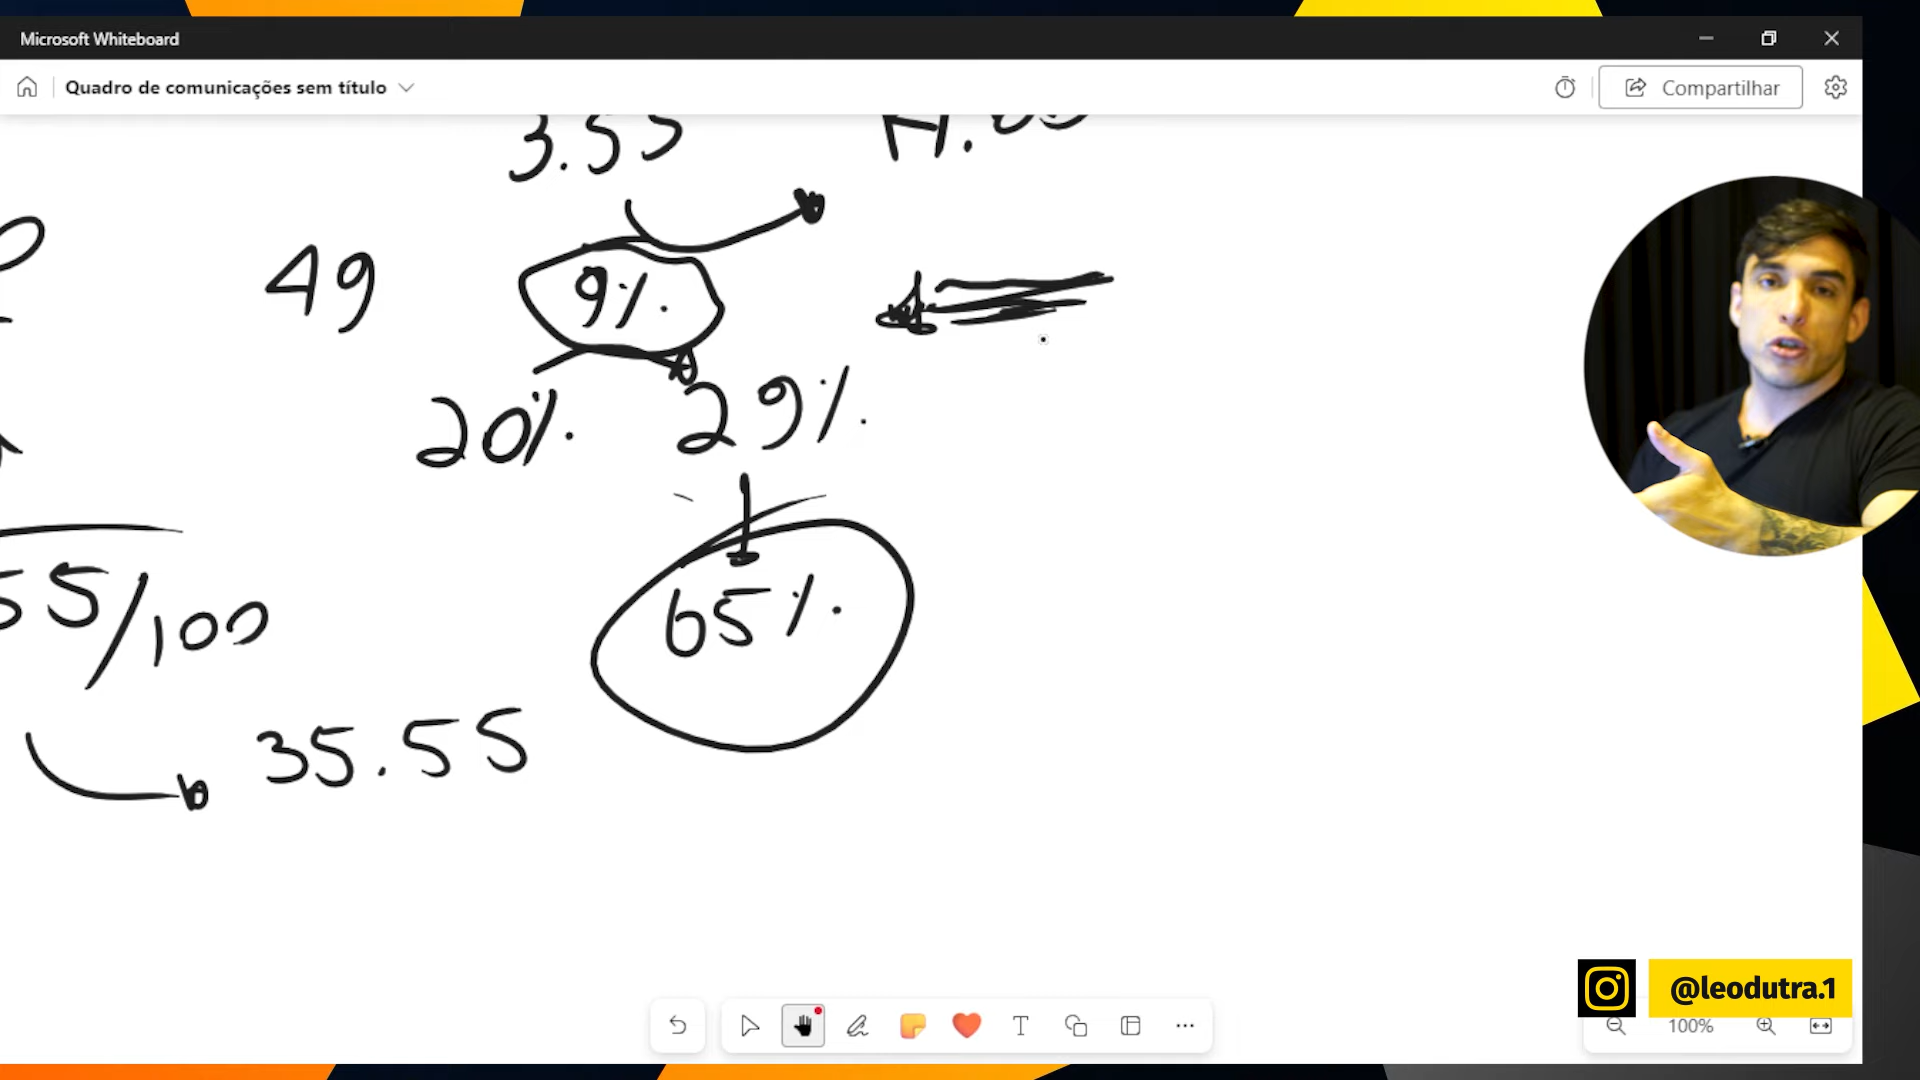 Microsoft Whiteboard
Quadro de comunicações sem título
Compartilhar
3.55
49
9%
20% 29%
65%
55/100
35.55
@leodutra.1
100%